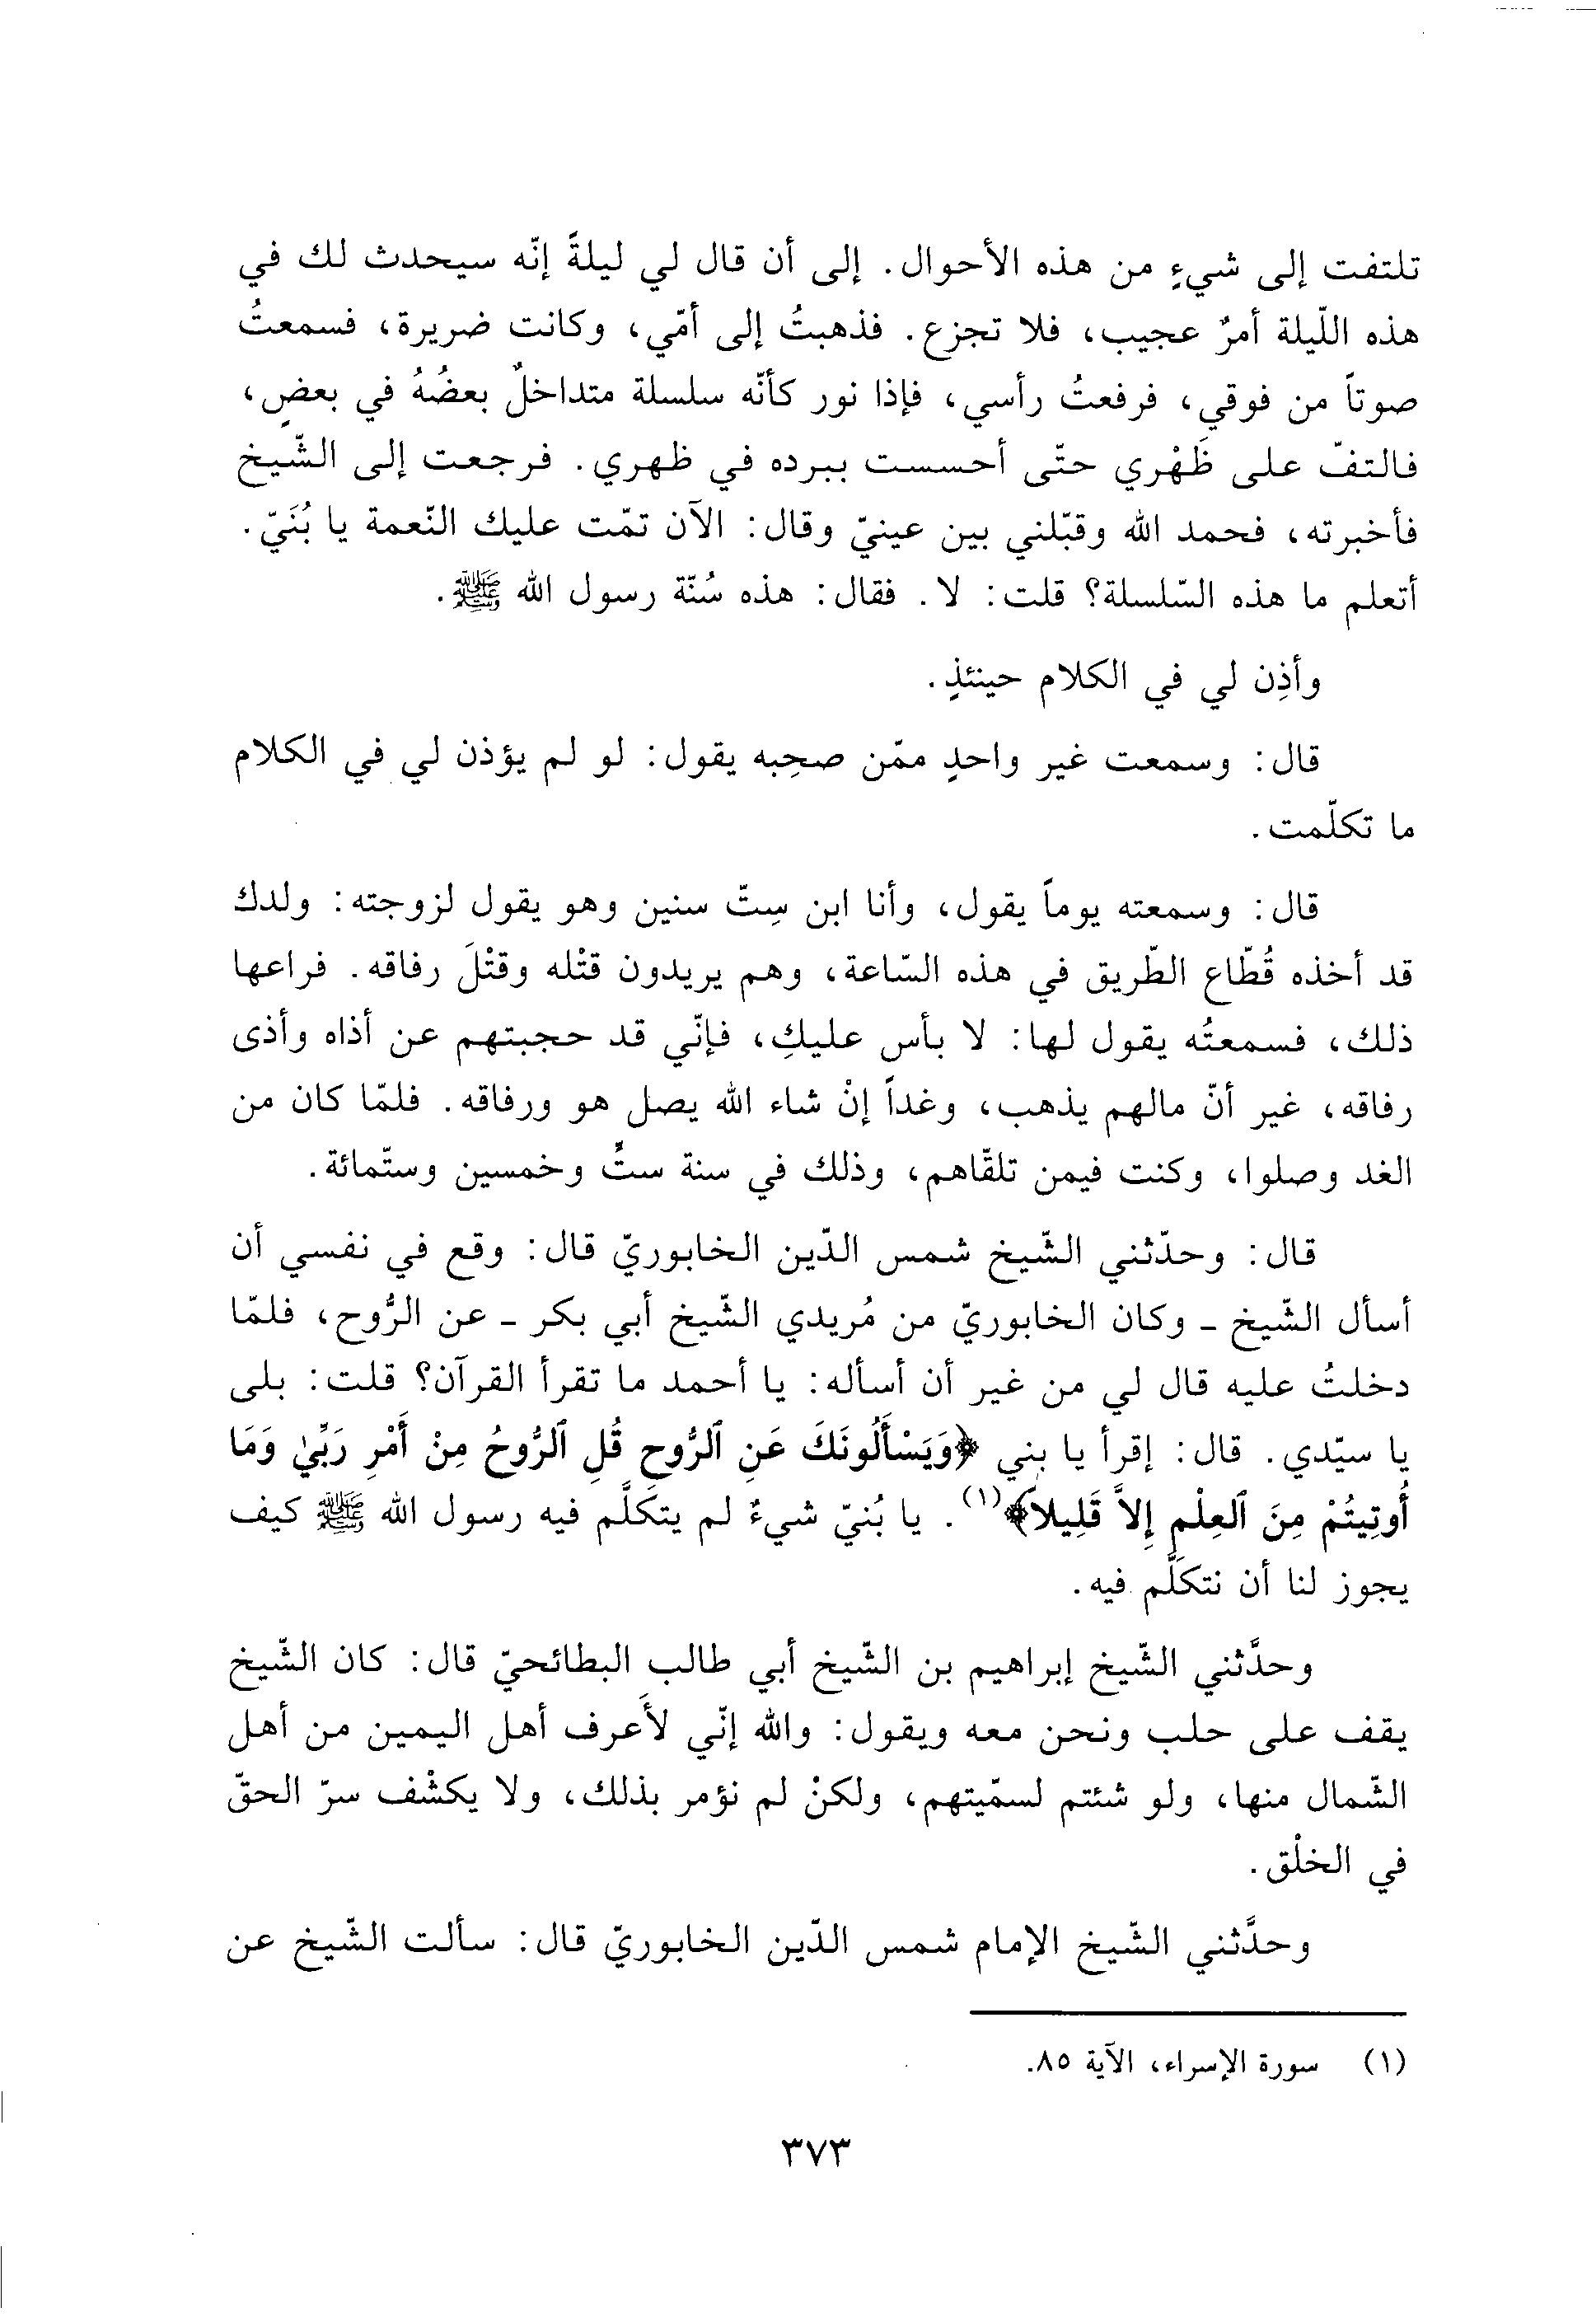 تلتفت إلى شيءٍ من هذه الأحوال. إلى أن قال لي ليلةً إنّه سيحدث لك في
هذه اللّيلة أمرٌ عجيب، فلا تجزع. فذهبتُ إلى أمّي، وكانت ضريرة، فسمعتُ
صوتاً من فوقي، فرفعتُ رأسي، فإذا نور كأنّه سلسلة متداخلٌ بعضُهُ في بعضٍ،
فالتفّ على ظَهْري حتّى أحسست ببرده في ظهري. فرجعت إلى الشّيخ
فأخبرته، فحمد الله وقبّلني بين عينيّ وقال: الآن تمّت عليك النّعمة يا بُنَيّ.
أتعلم ما هذه السّلسلة؟ قلت: لا. فقال: هذه سُنّة رسول الله ﷺ.
وأذِن لي في الكلام حينئذٍ.
قال: وسمعت غير واحدٍ ممّن صحِبه يقول: لو لم يؤذن لي في الكلام
ما تكلّمت.
قال: وسمعته يوماً يقول، وأنا ابن سِتّ سنين وهو يقول لزوجته: ولدك
قد أخذه قُطّاع الطّريق في هذه السّاعة، وهم يريدون قتْله وقتْلَ رفاقه. فراعها
ذلك، فسمعتُه يقول لها: لا بأس عليكِ، فإنّي قد حجبتهم عن أذاه وأذى
رفاقه، غير أنّ مالهم يذهب، وغداً إنْ شاء الله يصل هو ورفاقه. فلمّا كان من
الغد وصلوا، وكنت فيمن تلقّاهم، وذلك في سنة ستٍّ وخمسين وستّمائة.
قال: وحدّثني الشّيخ شمس الدّين الخابوريّ قال: وقع في نفسي أن
أسأل الشّيخ ـ وكان الخابوريّ من مُريدي الشّيخ أبي بكر ـ عن الرُّوح، فلمّا
دخلتُ عليه قال لي من غير أن أسأله: يا أحمد ما تقرأ القرآن؟ قلت: بلى
يا سيّدي. قال: إقرأ يا بني ﴿وَيَسْأَلُونَكَ عَنِ ٱلرُّوحِ قُلِ ٱلرُّوحُ مِنْ أَمْرِ رَبِّيْ وَمَا
أُوتِيتُمْ مِنَ ٱلعِلْمِ إِلاَّ قَلِيلاً﴾(١). يا بُنيّ شيءٌ لم يتكلَّم فيه رسول الله ﷺ كيف
يجوز لنا أن نتكلَّم فيه.
وحدَّثني الشّيخ إبراهيم بن الشّيخ أبي طالب البطائحيّ قال: كان الشّيخ
يقف على حلب ونحن معه ويقول: والله إنّي لأَعرف أهل اليمين من أهل
الشّمال منها، ولو شئتم لسمّيتهم، ولكنْ لم نؤمر بذلك، ولا يكشْف سرّ الحقّ
في الخلْق.
وحدَّثني الشّيخ الإمام شمس الدّين الخابوريّ قال: سألت الشّيخ عن
(١) سورة الإسراء، الآية ٨٥.
٣٧٣